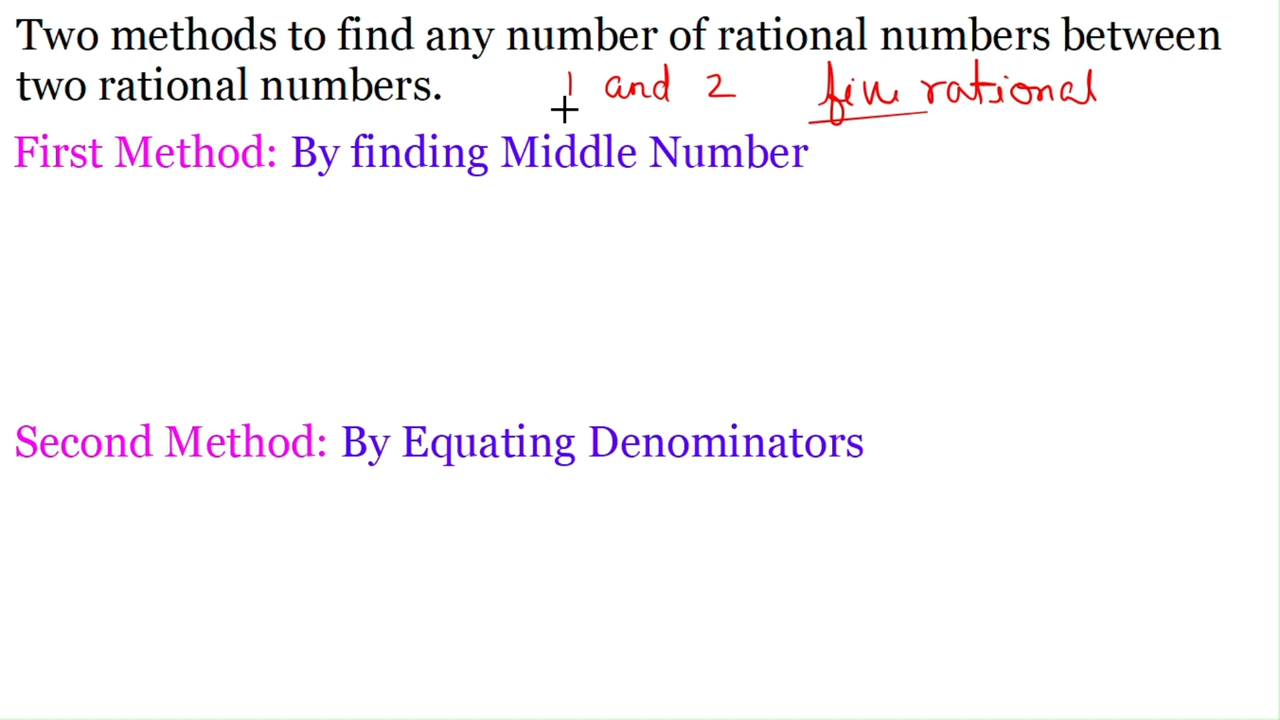 Two methods to find any number of rational numbers between
two rational numbers. 1 and 2 five rational
First Method: By finding Middle Number
Second Method: By Equating Denominators